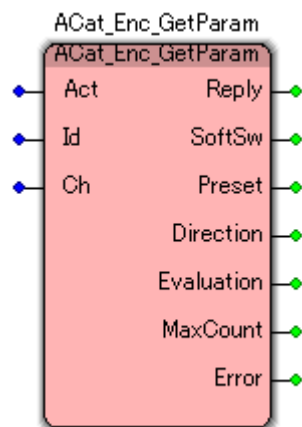 ACat_Enc_GetParam
ACat_Enc_GetParam
Act Reply
Id SoftSw
Ch Preset
Direction
Evaluation
MaxCount
Error